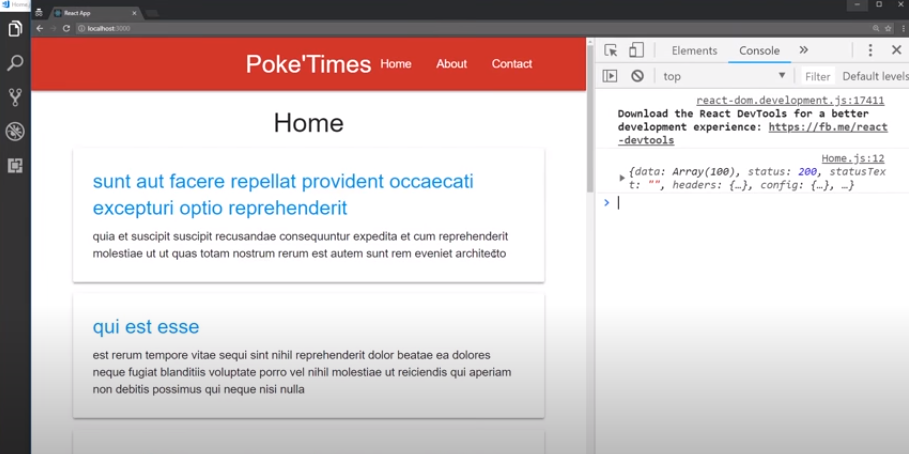 Home.j
React App
localhost:3000
Poke'Times Home About Contact
Home
sunt aut facere repellat provident occaecati
excepturi optio reprehenderit
quia et suscipit suscipit recusandae consequuntur expedita et cum reprehenderit
molestiae ut ut quas totam nostrum rerum est autem sunt rem eveniet architecto
qui est esse
est rerum tempore vitae sequi sint nihil reprehenderit dolor beatae ea dolores
neque fugiat blanditiis voluptate porro vel nihil molestiae ut reiciendis qui aperiam
non debitis possimus qui neque nisi nulla
Elements Console »
top Filter Default levels
react-dom.development.js:17411
Download the React DevTools for a better
development experience: https://fb.me/react
-devtools
Home.js:12
{data: Array(100), status: 200, statusTex
t: "", headers: {…}, config: {…}, …}